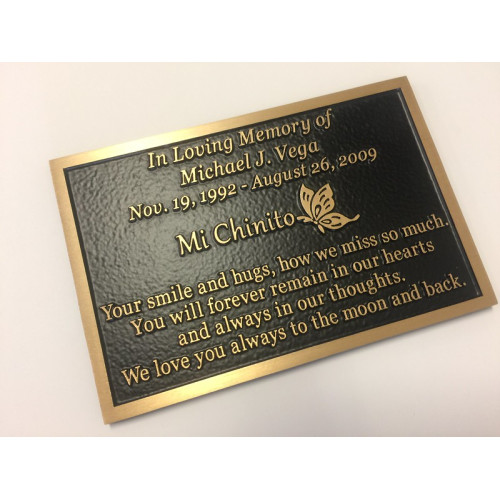 In Loving Memory of
Michael J. Vega
Nov. 19, 1992 - August 26, 2009
Mi Chinito
Your smile and hugs, how we miss so much.
You will forever remain in our hearts
and always in our thoughts.
We love you always to the moon and back.